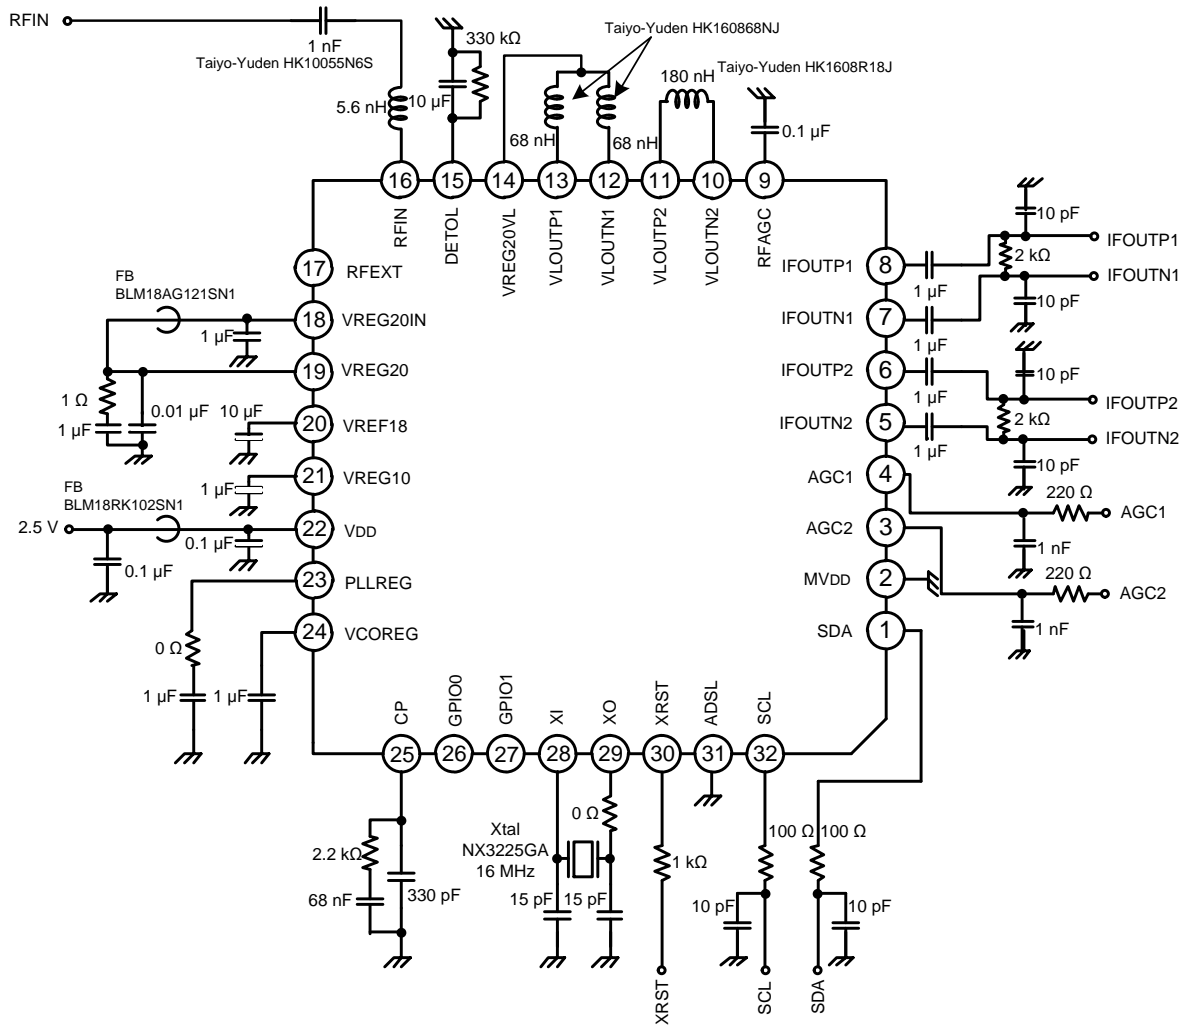 RFIN
1 nF
Taiyo-Yuden HK10055N6S
5.6 nH
10 µF
330 kΩ
Taiyo-Yuden HK160868NJ
68 nH
68 nH
180 nH
Taiyo-Yuden HK1608R18J
0.1 µF
16
15
14
13
12
11
10
9
RFIN
DETOL
VREG20VL
VLOUTP1
VLOUTN1
VLOUTP2
VLOUTN2
RFAGC
17
RFEXT
FB
BLM18AG121SN1
18
VREG20IN
1 µF
19
VREG20
1 Ω
1 µF
0.01 µF
20
VREF18
10 µF
21
VREG10
1 µF
FB
BLM18RK102SN1
2.5 V
22
VDD
0.1 µF
0.1 µF
23
PLLREG
0 Ω
1 µF
24
VCOREG
1 µF
IFOUTP1
8
1 µF
10 pF
IFOUTP1
2 kΩ
IFOUTN1
IFOUTN1
7
1 µF
10 pF
IFOUTP2
6
1 µF
10 pF
IFOUTP2
2 kΩ
IFOUTN2
IFOUTN2
5
1 µF
10 pF
AGC1
4
220 Ω
AGC1
1 nF
AGC2
3
220 Ω
AGC2
1 nF
MVDD
2
SDA
1
CP
GPIO0
GPIO1
XI
XO
XRST
ADSL
SCL
25
26
27
28
29
30
31
32
2.2 kΩ
68 nF
330 pF
Xtal
NX3225GA
16 MHz
0 Ω
15 pF
15 pF
1 kΩ
100 Ω
100 Ω
10 pF
10 pF
XRST
SCL
SDA